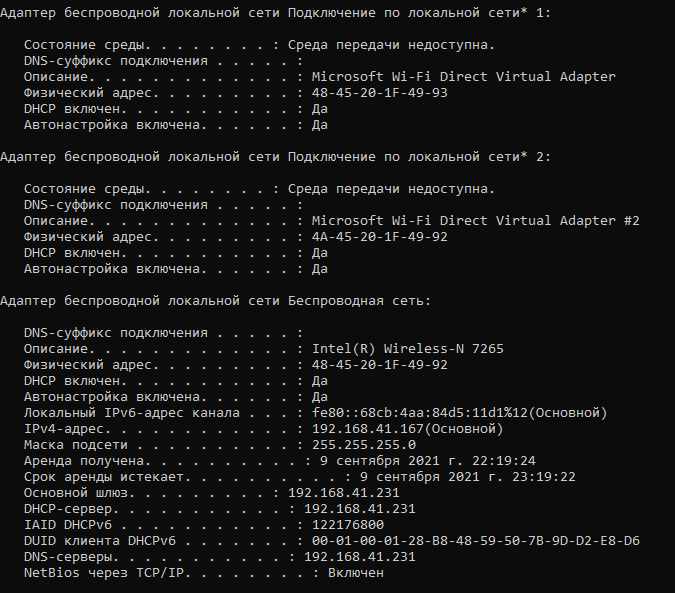 Адаптер беспроводной локальной сети Подключение по локальной сети* 1:
Состояние среды. . . . . . . . : Среда передачи недоступна.
DNS-суффикс подключения . . . . . :
Описание. . . . . . . . . . . . . : Microsoft Wi-Fi Direct Virtual Adapter
Физический адрес. . . . . . . . . : 48-45-20-1F-49-93
DHCP включен. . . . . . . . . . . : Да
Автонастройка включена. . . . . . : Да
Адаптер беспроводной локальной сети Подключение по локальной сети* 2:
Состояние среды. . . . . . . . : Среда передачи недоступна.
DNS-суффикс подключения . . . . . :
Описание. . . . . . . . . . . . . : Microsoft Wi-Fi Direct Virtual Adapter #2
Физический адрес. . . . . . . . . : 4A-45-20-1F-49-92
DHCP включен. . . . . . . . . . . : Да
Автонастройка включена. . . . . . : Да
Адаптер беспроводной локальной сети Беспроводная сеть:
DNS-суффикс подключения . . . . . :
Описание. . . . . . . . . . . . . : Intel(R) Wireless-N 7265
Физический адрес. . . . . . . . . : 48-45-20-1F-49-92
DHCP включен. . . . . . . . . . . : Да
Автонастройка включена. . . . . . : Да
Локальный IPv6-адрес канала . . . : fe80::68cb:4aa:84d5:11d1%12(Основной)
IPv4-адрес. . . . . . . . . . . . : 192.168.41.167(Основной)
Маска подсети . . . . . . . . . . : 255.255.255.0
Аренда получена. . . . . . . . . . : 9 сентября 2021 г. 22:19:24
Срок аренды истекает. . . . . . . . . . : 9 сентября 2021 г. 23:19:22
Основной шлюз. . . . . . . . . : 192.168.41.231
DHCP-сервер. . . . . . . . . . . : 192.168.41.231
IAID DHCPv6 . . . . . . . . . . . : 122176800
DUID клиента DHCPv6 . . . . . . . : 00-01-00-01-28-B8-48-59-50-7B-9D-D2-E8-D6
DNS-серверы. . . . . . . . . . . : 192.168.41.231
NetBios через TCP/IP. . . . . . . . : Включен